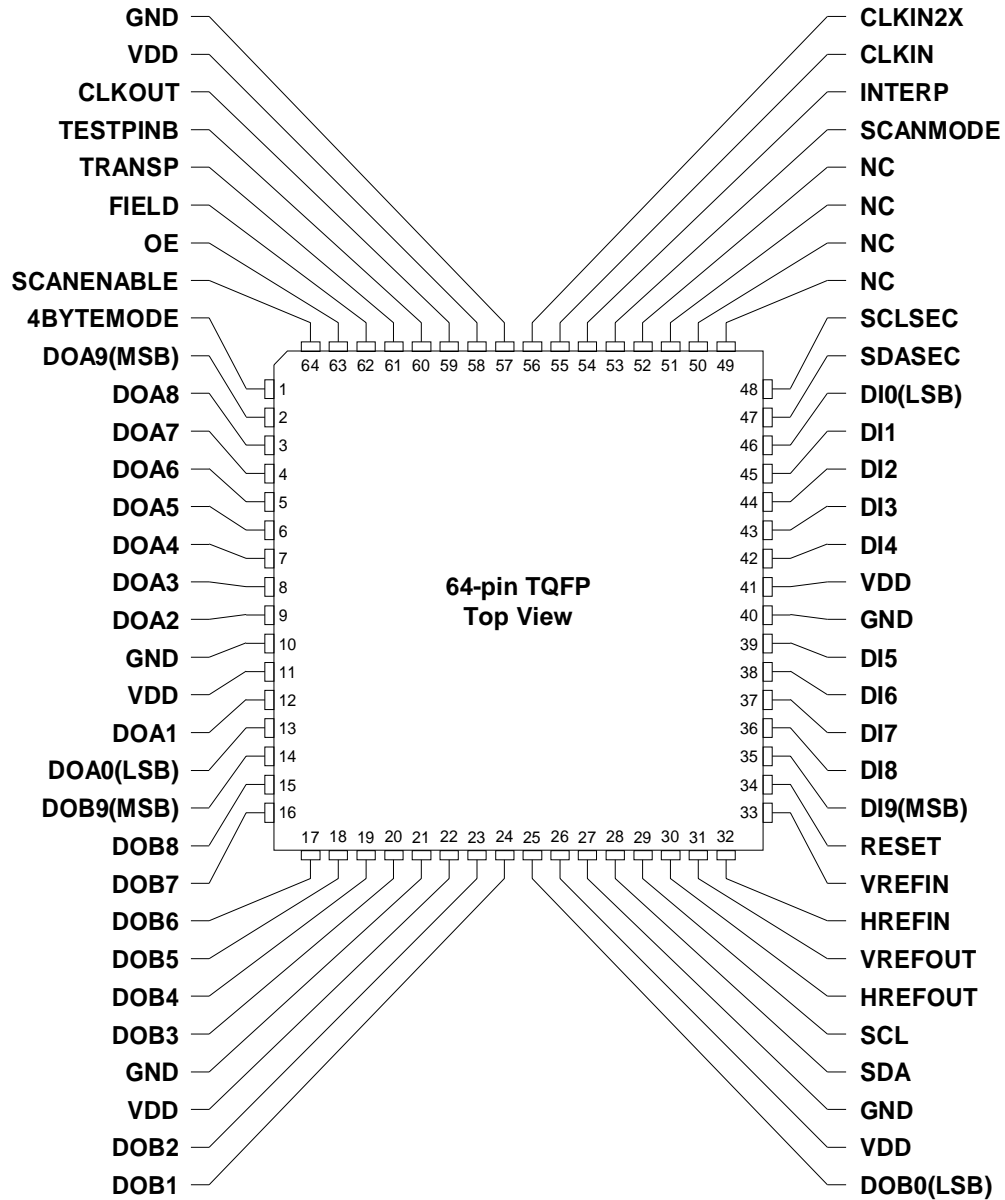 GND
VDD
CLKOUT
TESTPINB
TRANSP
FIELD
OE
SCANENABLE
4BYTEMODE
DOA9(MSB)
DOA8
DOA7
DOA6
DOA5
DOA4
DOA3
DOA2
GND
VDD
DOA1
DOA0(LSB)
DOB9(MSB)
DOB8
DOB7
DOB6
DOB5
DOB4
DOB3
GND
VDD
DOB2
DOB1
64 63 62 61 60 59 58 57 56 55 54 53 52 51 50 49
1
2
3
4
5
6
7
8
9
10
11
12
13
14
15
16
64-pin TQFP
Top View
48
47
46
45
44
43
42
41
40
39
38
37
36
35
34
33
17 18 19 20 21 22 23 24 25 26 27 28 29 30 31 32
CLKIN2X
CLKIN
INTERP
SCANMODE
NC
NC
NC
NC
SCLSEC
SDASEC
DI0(LSB)
DI1
DI2
DI3
DI4
VDD
GND
DI5
DI6
DI7
DI8
DI9(MSB)
RESET
VREFIN
HREFIN
VREFOUT
HREFOUT
SCL
SDA
GND
VDD
DOB0(LSB)